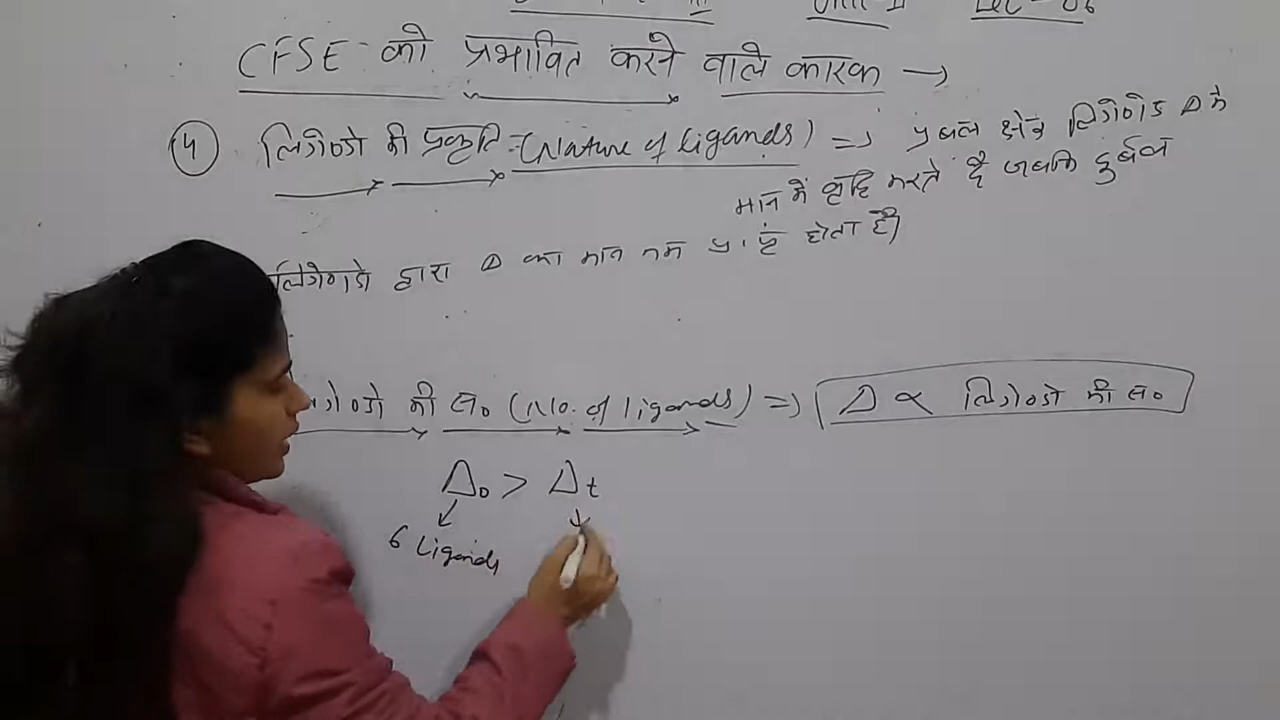 CFSE को प्रभावित करने वाले कारक →
(4) लिगेण्डो की प्रकृति :- (Nature of ligands) ⇒ प्रबल क्षेत्र लिगेण्ड Δ के
मान में वृद्धि करते हैं जबकि दुर्बल
लिगेण्डो द्वारा Δ का मान कम होता है।
की सं० (No. of ligands) ⇒ Δ ∝ लिगेण्डो की सं०
Δo > Δt
6 Ligands